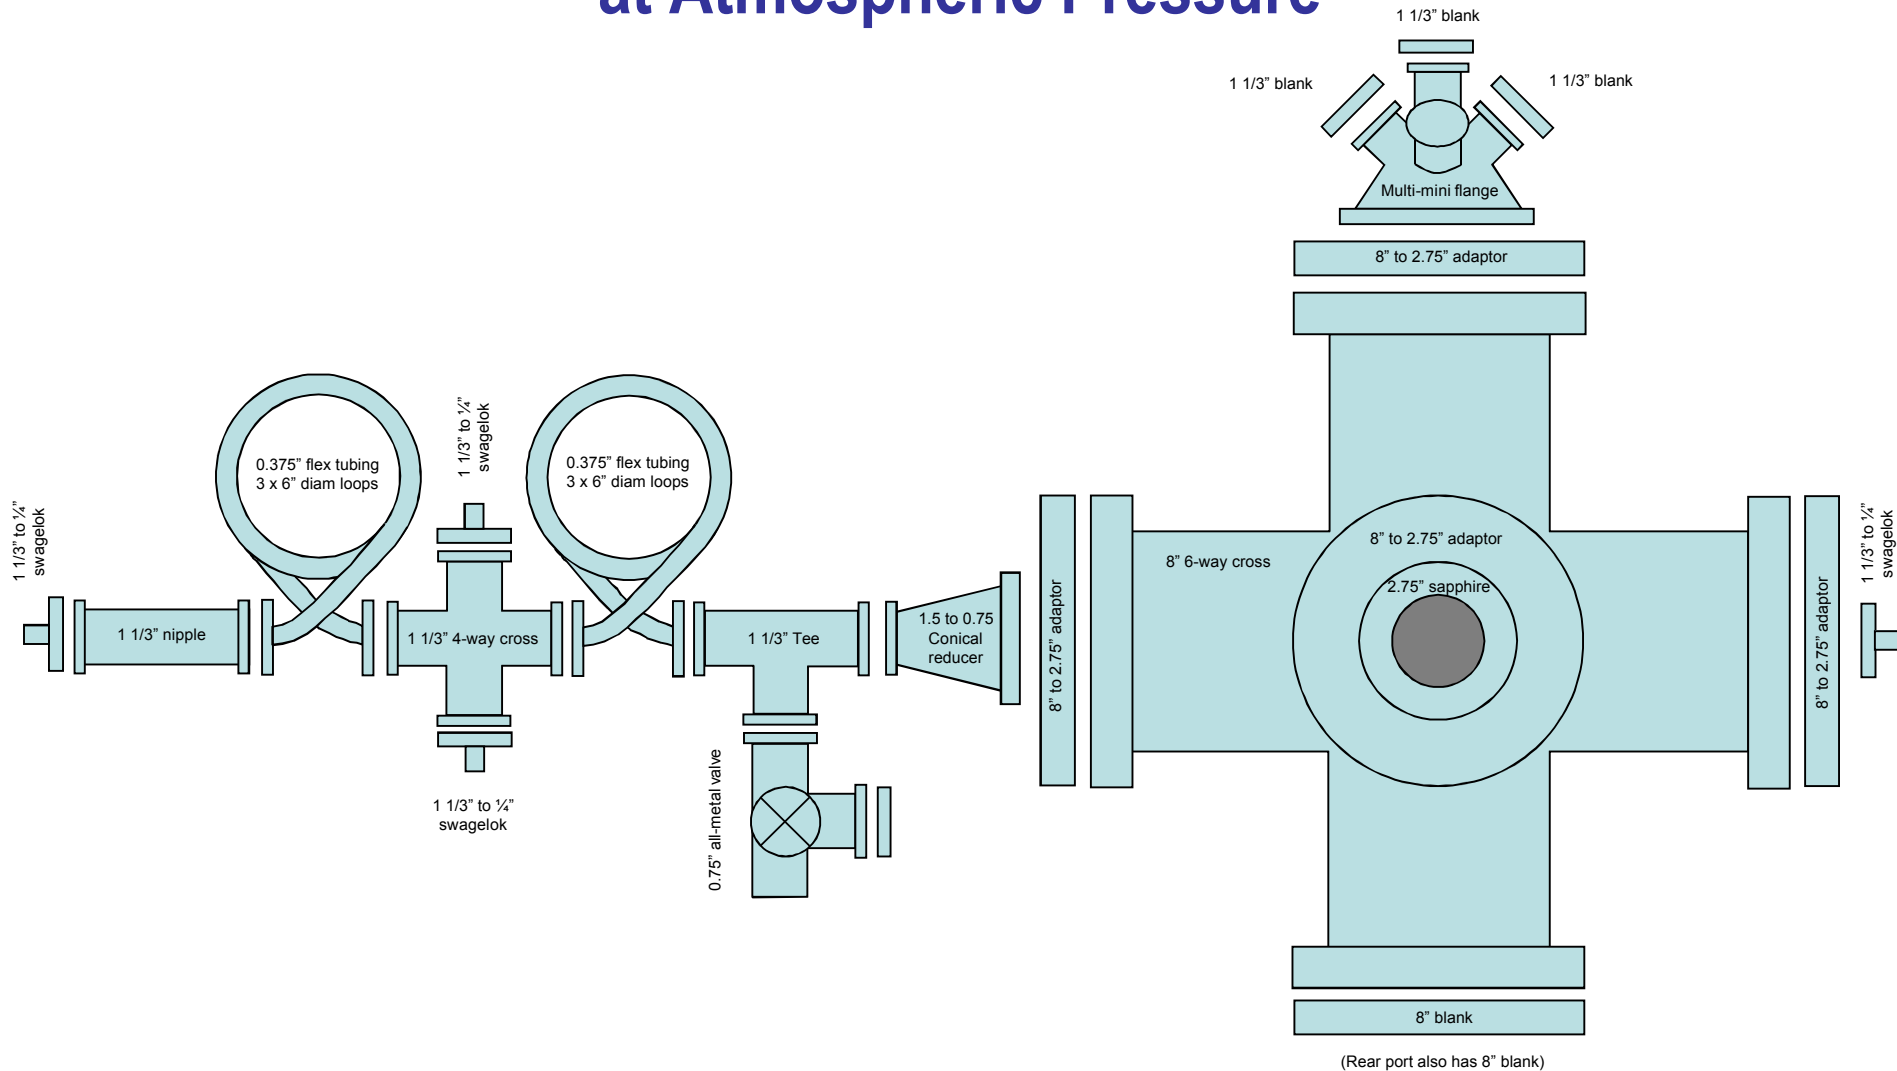 at Atmospheric Pressure
1 1/3” blank
1 1/3” blank
1 1/3” blank
Multi-mini flange
8” to 2.75” adaptor
0.375” flex tubing
3 x 6” diam loops
1 1/3” to ¼”
swagelok
0.375” flex tubing
3 x 6” diam loops
1 1/3” to ¼”
swagelok
1 1/3” nipple
1 1/3” 4-way cross
1 1/3” Tee
1.5 to 0.75
Conical
reducer
8” to 2.75” adaptor
8” 6-way cross
8” to 2.75” adaptor
2.75” sapphire
8” to 2.75” adaptor
1 1/3” to ¼”
swagelok
1 1/3” to ¼”
swagelok
0.75” all-metal valve
8” blank
(Rear port also has 8” blank)